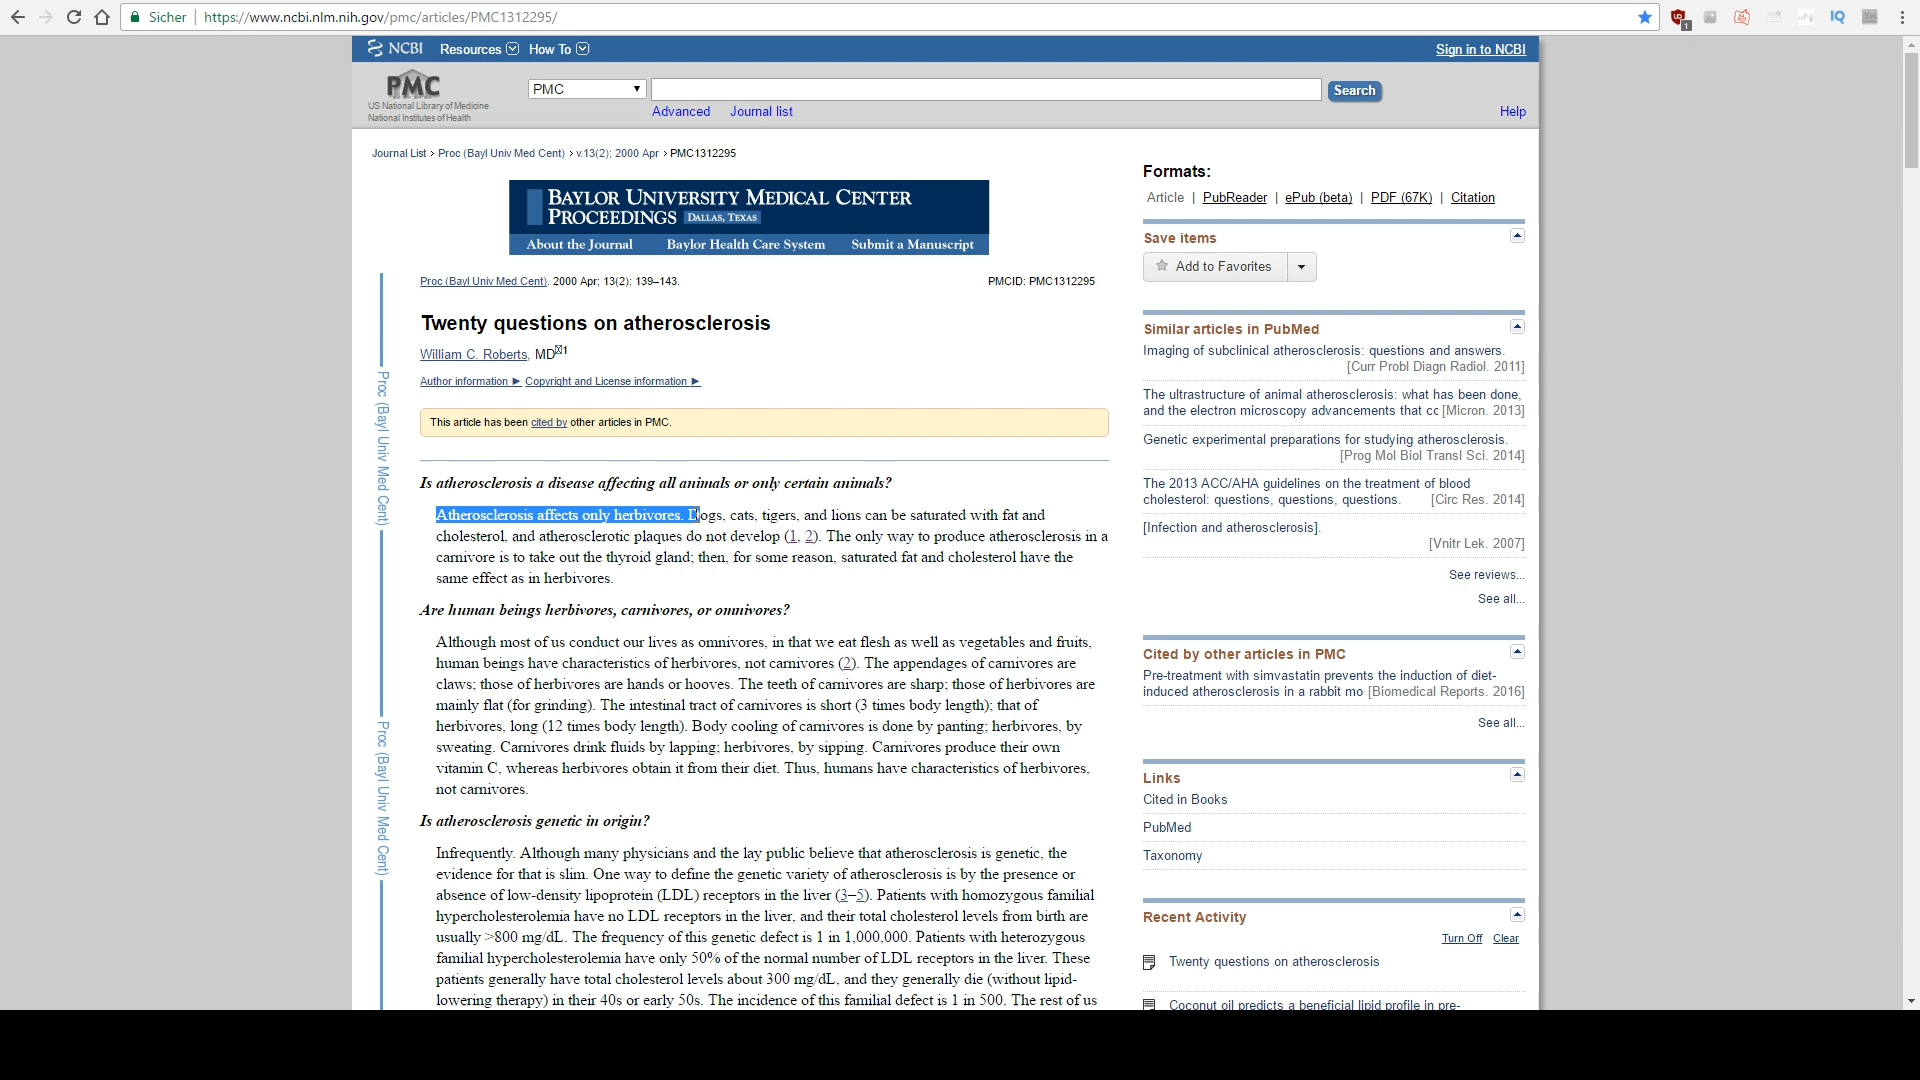 Sicher | https://www.ncbi.nlm.nih.gov/pmc/articles/PMC1312295/
1
IQ
NCBI Resources How To Sign in to NCBI
PMC
US National Library of Medicine
National Institutes of Health
PMC
Search
Advanced Journal list Help
Journal List > Proc (Bayl Univ Med Cent) > v.13(2); 2000 Apr > PMC1312295
BAYLOR UNIVERSITY MEDICAL CENTER
PROCEEDINGS DALLAS, TEXAS
About the Journal Baylor Health Care System Submit a Manuscript
Proc (Bayl Univ Med Cent). 2000 Apr; 13(2): 139–143. PMCID: PMC1312295
Twenty questions on atherosclerosis
William C. Roberts, MD 1
Author information ► Copyright and License information ►
This article has been cited by other articles in PMC.
Proc (Bayl Univ Med Cent)
Proc (Bayl Univ Med Cent)
Is atherosclerosis a disease affecting all animals or only certain animals?
Atherosclerosis affects only herbivores. Dogs, cats, tigers, and lions can be saturated with fat and
cholesterol, and atherosclerotic plaques do not develop (1, 2). The only way to produce atherosclerosis in a
carnivore is to take out the thyroid gland; then, for some reason, saturated fat and cholesterol have the
same effect as in herbivores.
Are human beings herbivores, carnivores, or omnivores?
Although most of us conduct our lives as omnivores, in that we eat flesh as well as vegetables and fruits,
human beings have characteristics of herbivores, not carnivores (2). The appendages of carnivores are
claws; those of herbivores are hands or hooves. The teeth of carnivores are sharp; those of herbivores are
mainly flat (for grinding). The intestinal tract of carnivores is short (3 times body length); that of
herbivores, long (12 times body length). Body cooling of carnivores is done by panting; herbivores, by
sweating. Carnivores drink fluids by lapping; herbivores, by sipping. Carnivores produce their own
vitamin C, whereas herbivores obtain it from their diet. Thus, humans have characteristics of herbivores,
not carnivores.
Is atherosclerosis genetic in origin?
Infrequently. Although many physicians and the lay public believe that atherosclerosis is genetic, the
evidence for that is slim. One way to define the genetic variety of atherosclerosis is by the presence or
absence of low-density lipoprotein (LDL) receptors in the liver (3–5). Patients with homozygous familial
hypercholesterolemia have no LDL receptors in the liver, and their total cholesterol levels from birth are
usually >800 mg/dL. The frequency of this genetic defect is 1 in 1,000,000. Patients with heterozygous
familial hypercholesterolemia have only 50% of the normal number of LDL receptors in the liver. These
patients generally have total cholesterol levels about 300 mg/dL, and they generally die (without lipid-
lowering therapy) in their 40s or early 50s. The incidence of this familial defect is 1 in 500. The rest of us
Formats:
Article | PubReader | ePub (beta) | PDF (67K) | Citation
Save items
Add to Favorites
Similar articles in PubMed
Imaging of subclinical atherosclerosis: questions and answers.
[Curr Probl Diagn Radiol. 2011]
The ultrastructure of animal atherosclerosis: what has been done,
and the electron microscopy advancements that cc [Micron. 2013]
Genetic experimental preparations for studying atherosclerosis.
[Prog Mol Biol Transl Sci. 2014]
The 2013 ACC/AHA guidelines on the treatment of blood
cholesterol: questions, questions, questions. [Circ Res. 2014]
[Infection and atherosclerosis].
[Vnitr Lek. 2007]
See reviews...
See all...
Cited by other articles in PMC
Pre-treatment with simvastatin prevents the induction of diet-
induced atherosclerosis in a rabbit mo [Biomedical Reports. 2016]
See all...
Links
Cited in Books
PubMed
Taxonomy
Recent Activity
Turn Off Clear
Twenty questions on atherosclerosis
Coconut oil predicts a beneficial lipid profile in pre-